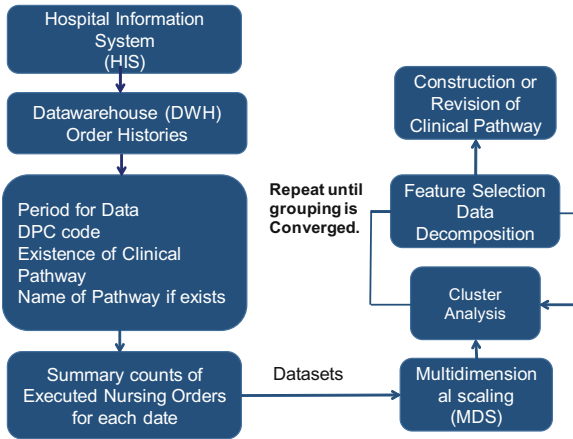 Hospital Information
System
(HIS)
Datawarehouse (DWH)
Order Histories
Period for Data
DPC code
Existence of Clinical
Pathway
Name of Pathway if exists
Summary counts of
Executed Nursing Orders
for each date
Datasets
Multidimension
al scaling
(MDS)
Cluster
Analysis
Repeat until
grouping is
Converged.
Feature Selection
Data
Decomposition
Construction or
Revision of
Clinical Pathway